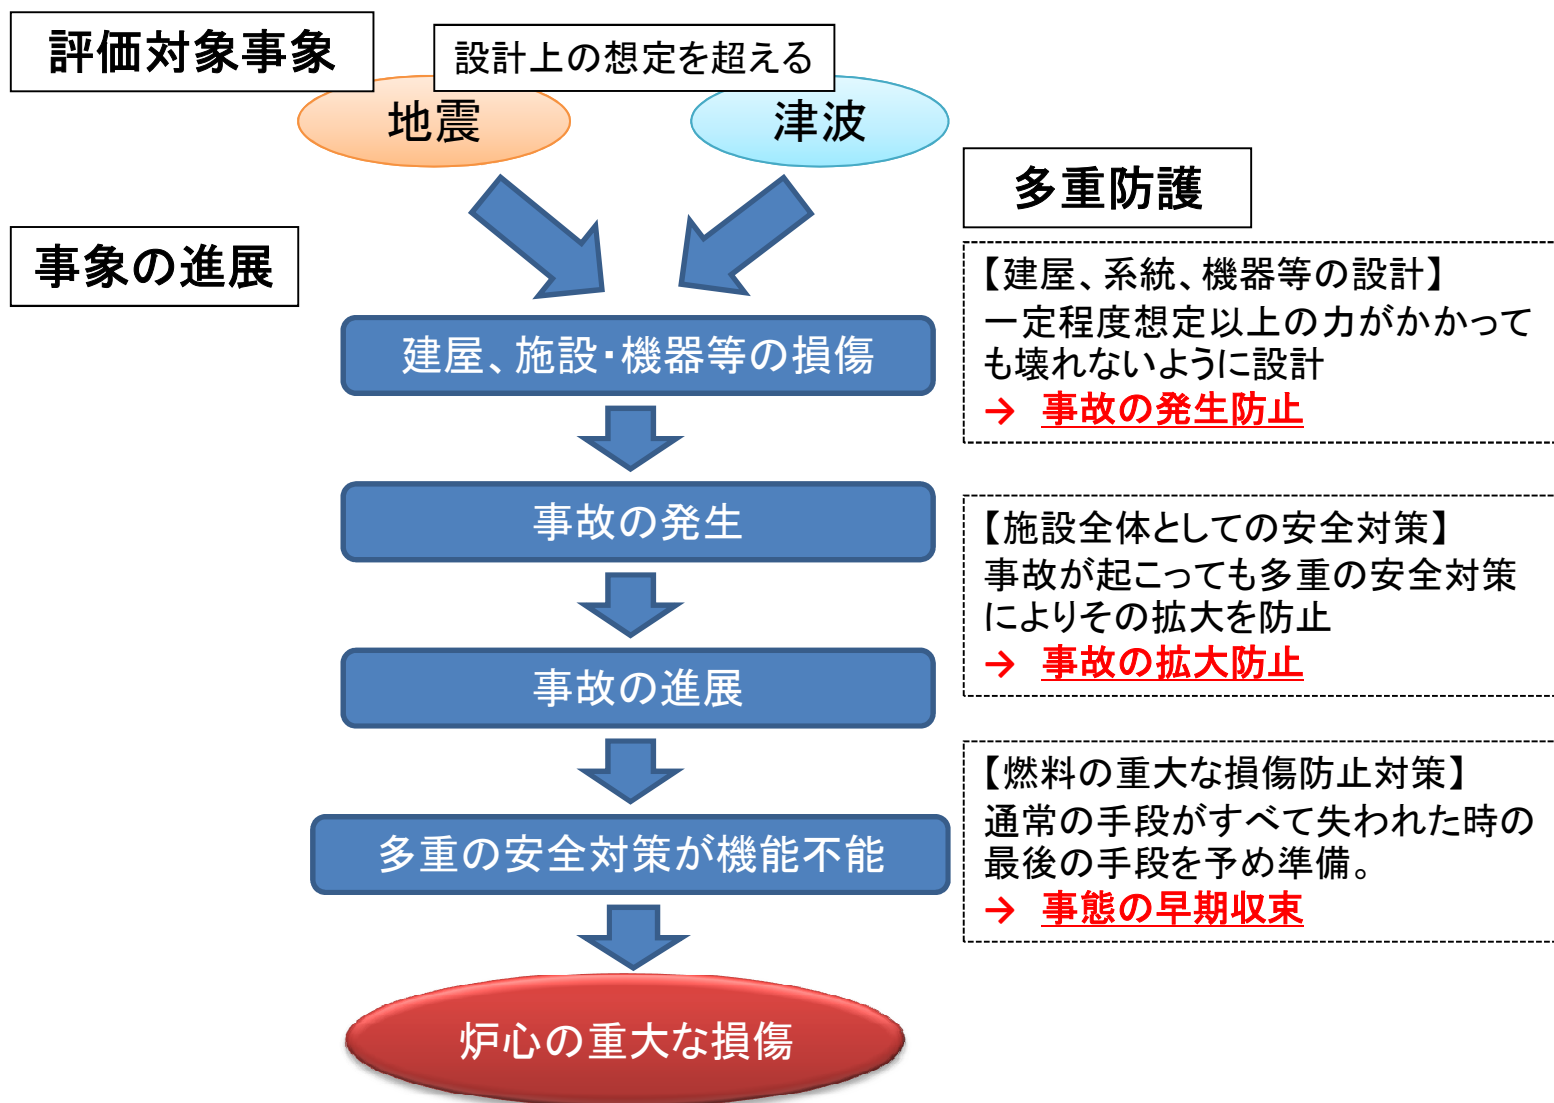 評価対象事象
設計上の想定を超える
地震
津波
多重防護
事象の進展
【建屋、系統、機器等の設計】
一定程度想定以上の力がかかって
も壊れないように設計
→ 事故の発生防止
建屋、施設・機器等の損傷
事故の発生
【施設全体としての安全対策】
事故が起こっても多重の安全対策
によりその拡大を防止
→ 事故の拡大防止
事故の進展
【燃料の重大な損傷防止対策】
通常の手段がすべて失われた時の
最後の手段を予め準備。
→ 事態の早期収束
多重の安全対策が機能不能
炉心の重大な損傷